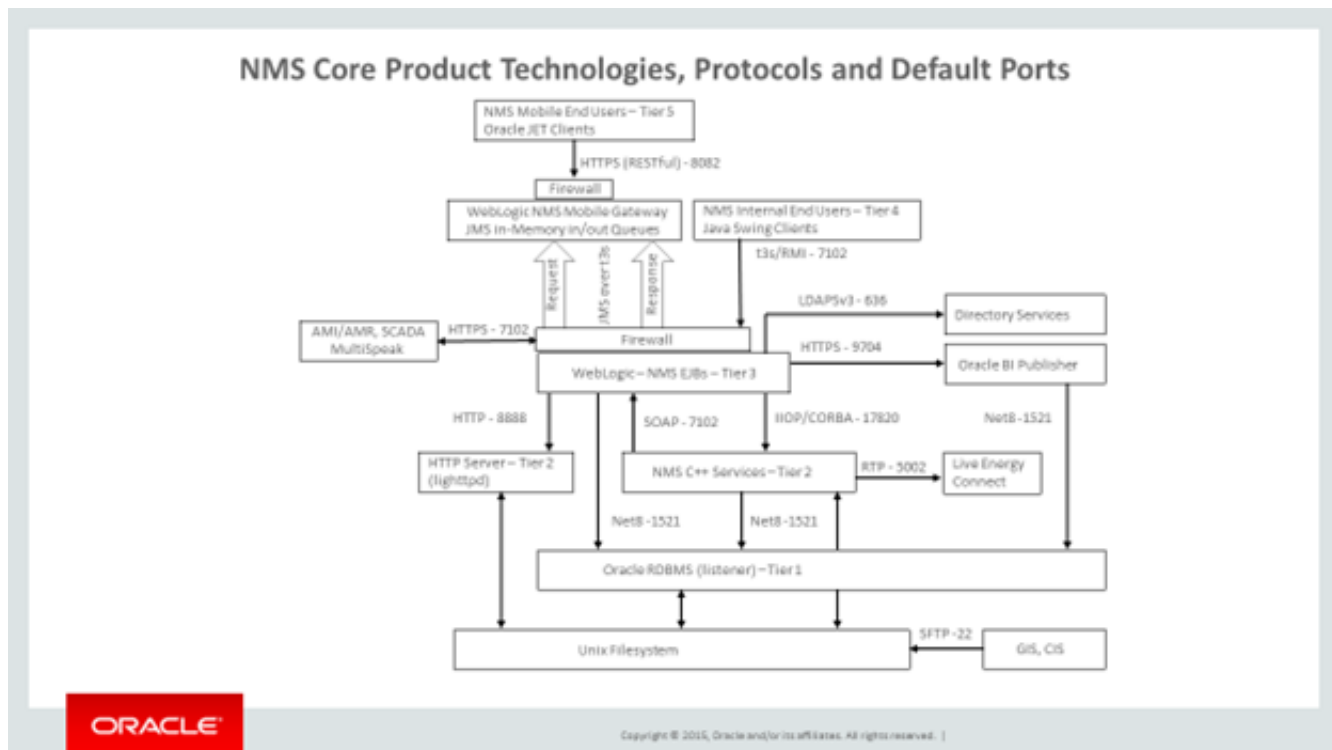 NMS Core Product Technologies, Protocols and Default Ports
NMS Mobile End Users – Tier 5
Oracle JET Clients
HTTPS (RESTful) - 8082
Firewall
WebLogic NMS Mobile Gateway
JMS in-Memory in/out Queues
NMS Internal End Users – Tier 4
Java Swing Clients
t3s/RMI - 7102
Request
JMS over t3s
Response
LDAPSv3 - 636
Directory Services
AMI/AMR, SCADA
MultiSpeak
HTTPS - 7102
Firewall
HTTPS - 9704
WebLogic – NMS EJBs – Tier 3
Oracle BI Publisher
HTTP - 8888
SOAP - 7102
IIOP/CORBA - 17820
Net8 -1521
HTTP Server – Tier 2
(lighttpd)
NMS C++ Services – Tier 2
RTP - 5002
Live Energy
Connect
Net8 -1521
Net8 -1521
Oracle RDBMS (listener) – Tier 1
SFTP -22
Unix Filesystem
GIS, CIS
ORACLE
Copyright © 2015, Oracle and/or its affiliates. All rights reserved. |